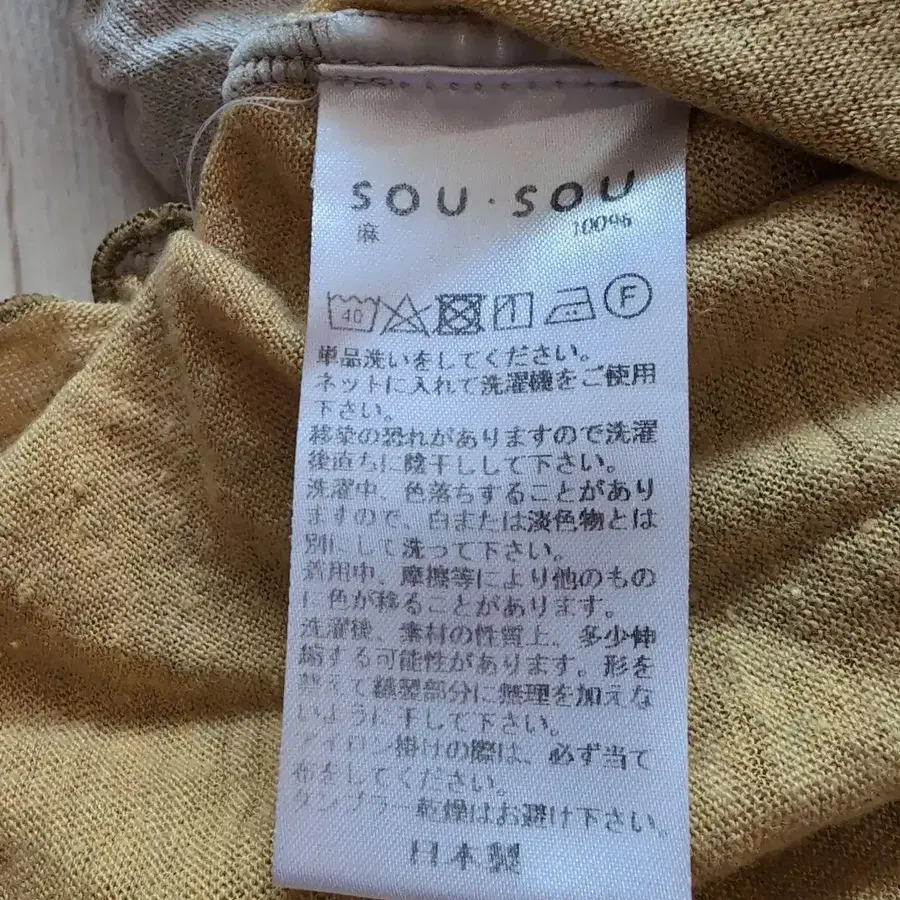 SOU・SOU
麻 100%
40 1 F
単品洗いをしてください。
ネットに入れて洗濯機をご使用
下さい。
移染の恐れがありますので洗濯
後直ちに陰干しして下さい。
洗濯中、色落ちすることがあり
ますので、白または淡色物とは
別にして洗って下さい。
着用中、摩擦等により他のもの
に色が移ることがあります。
洗濯後、素材の性質上、多少伸
縮する可能性があります。形を
整えて縫製部分に無理を加えな
いように干して下さい。
アイロン掛けの際は、必ず当て
布をしてください。
タンブラー乾燥はお避け下さい。
日本製